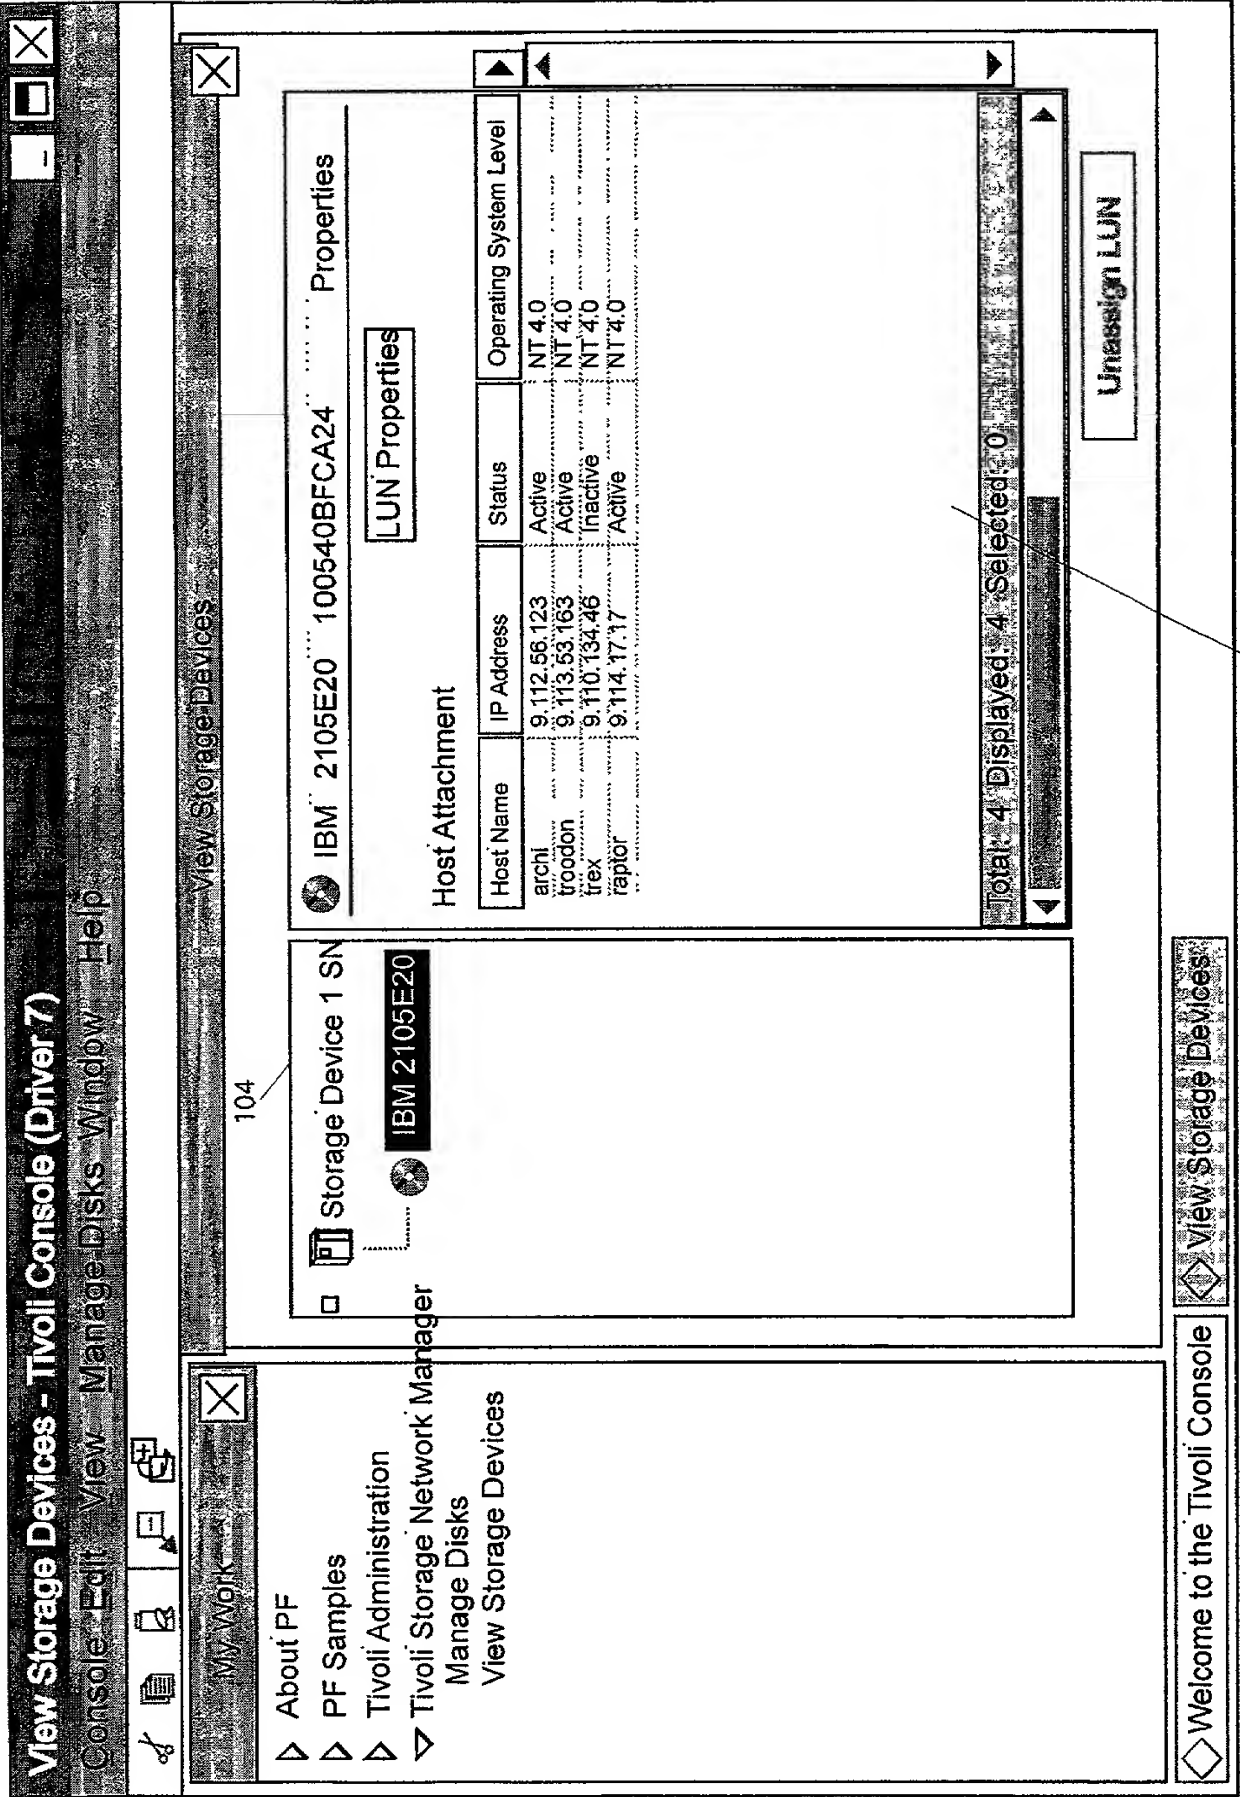 View Storage Devices - Tivoli Console (Driver 7)
Console Edit View Manage Disks Window Help
My Work
About PF
PF Samples
Tivoli Administration
Tivoli Storage Network Manager
Manage Disks
View Storage Devices
View Storage Devices
104
Storage Device 1 SN
IBM 2105E20
IBM 2105E20 100540BFCA24 Properties
LUN Properties
Host Attachment
Host Name IP Address Status Operating System Level
archi 9.112.56.123 Active NT 4.0
troodon 9.113.53.163 Active NT 4.0
trex 9.110.134.46 Inactive NT 4.0
raptor 9.114.17.17 Active NT 4.0
Total: 4 Displayed: 4 Selected: 0
Unassign LUN
Welcome to the Tivoli Console
View Storage Devices